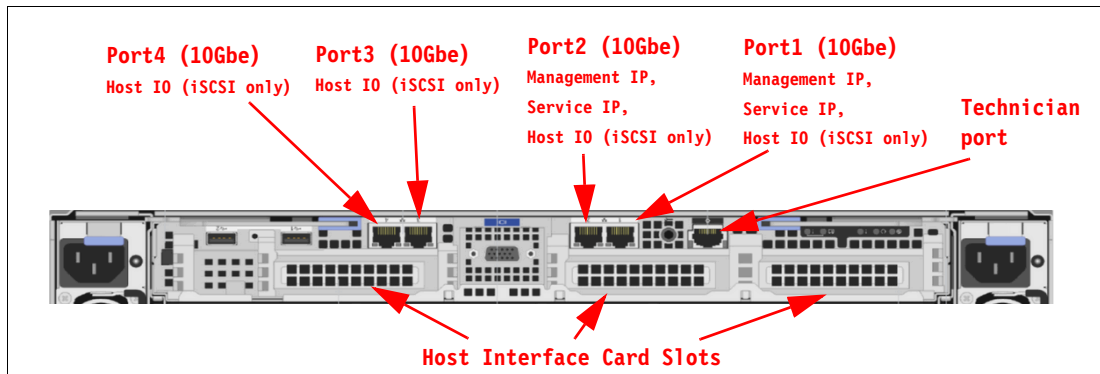 Port4 (10Gbe)
Host IO (iSCSI only)
Port3 (10Gbe)
Host IO (iSCSI only)
Port2 (10Gbe)
Management IP,
Service IP,
Host IO (iSCSI only)
Port1 (10Gbe)
Management IP,
Service IP,
Host IO (iSCSI only)
Technician
port
Host Interface Card Slots